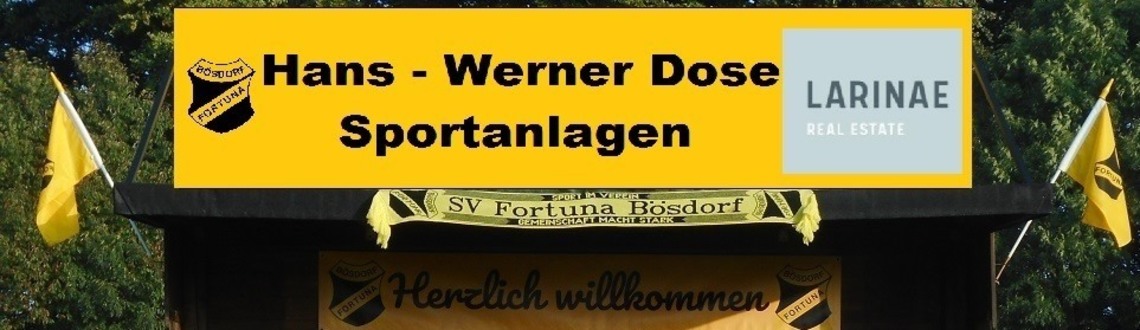 BÖSDORF
FORTUNA
Hans - Werner Dose
Sportanlagen
LARINAE
REAL ESTATE
FORTUNA
SPORT IM VEREIN
SV Fortuna Bösdorf
GEMEINSCHAFT MACHT STARK
BÖSDORF
FORTUNA
Herzlich willkommen
BÖSDORF
FORTUNA